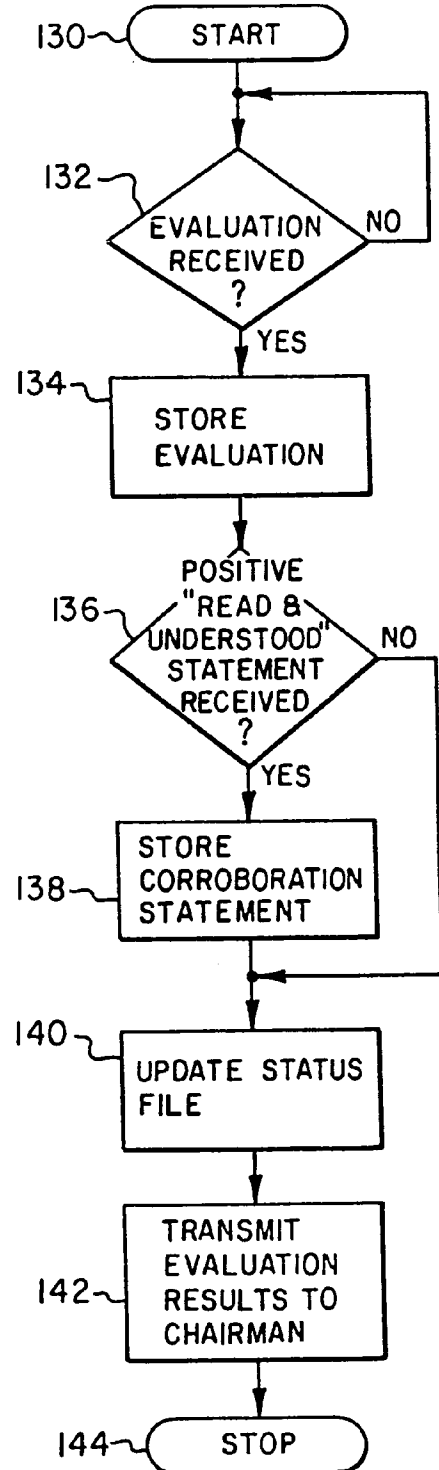 130
START
132
EVALUATION
RECEIVED
?
NO
YES
134
STORE
EVALUATION
136
POSITIVE
"READ &
UNDERSTOOD"
STATEMENT
RECEIVED
?
NO
YES
138
STORE
CORROBORATION
STATEMENT
140
UPDATE STATUS
FILE
142
TRANSMIT
EVALUATION
RESULTS TO
CHAIRMAN
144
STOP